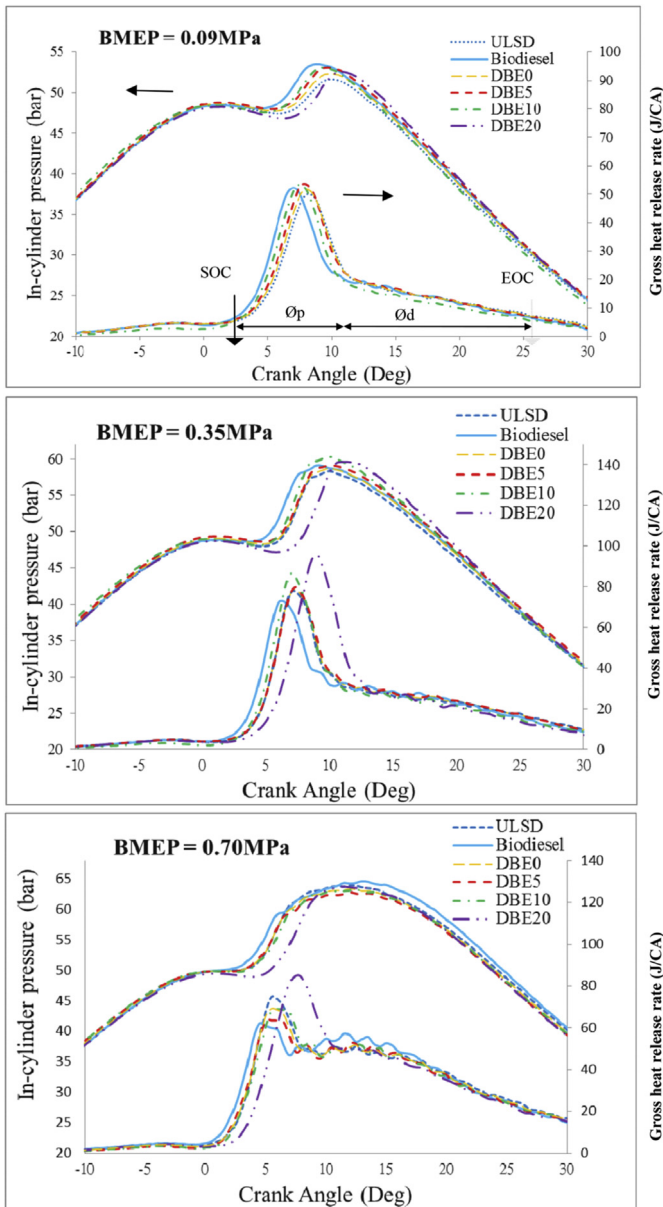 BMEP = 0.09MPa
ULSD
Biodiesel
DBE0
DBE5
DBE10
DBE20
In-cylinder pressure (bar)
55
50
45
40
35
30
25
20
100
90
80
70
60
50
40
30
20
10
0
Gross heat release rate (J/CA)
SOC
EOC
Øp
Ød
-10 -5 0 5 10 15 20 25 30
Crank Angle (Deg)
BMEP = 0.35MPa
ULSD
Biodiesel
DBE0
DBE5
DBE10
DBE20
In-cylinder pressure (bar)
60
55
50
45
40
35
30
25
20
140
120
100
80
60
40
20
0
Gross heat release rate (J/CA)
-10 -5 0 5 10 15 20 25 30
Crank Angle (Deg)
BMEP = 0.70MPa
ULSD
Biodiesel
DBE0
DBE5
DBE10
DBE20
In-cylinder pressure (bar)
65
60
55
50
45
40
35
30
25
20
140
120
100
80
60
40
20
0
Gross heat release rate (J/CA)
-10 -5 0 5 10 15 20 25 30
Crank Angle (Deg)